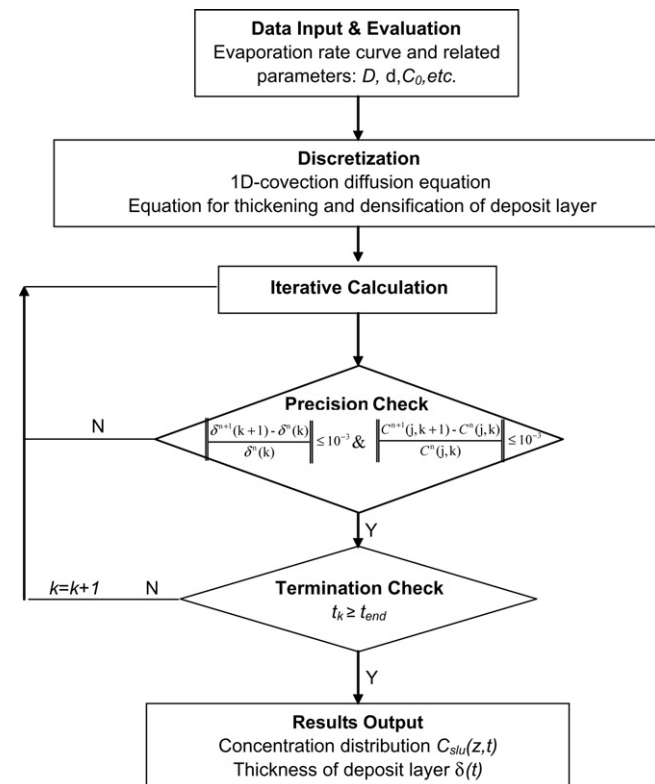 Data Input & Evaluation
Evaporation rate curve and related
parameters: D, d,C₀,etc.
Discretization
1D-covection diffusion equation
Equation for thickening and densification of deposit layer
Iterative Calculation
Precision Check
N
‖(δⁿ⁺¹(k+1) - δⁿ(k))/δⁿ(k)‖ ≤ 10⁻³ & ‖(Cⁿ⁺¹(j,k+1) - Cⁿ(j,k))/Cⁿ(j,k)‖ ≤ 10⁻³
Y
k=k+1 N
Termination Check
tₖ ≥ t_end
Y
Results Output
Concentration distribution C_slu(z,t)
Thickness of deposit layer δ(t)